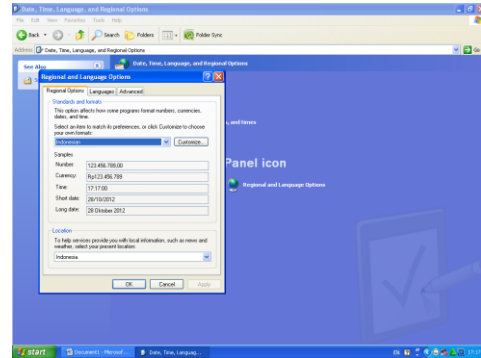 Date, Time, Language, and Regional Options
File Edit View Favorites Tools Help
Back Search Folders Folder Sync
Address Date, Time, Language, and Regional Options Go
See Also
Date, Time, Language, and Regional Options
Regional and Language Options
Regional Options Languages Advanced
Standards and formats
This option affects how some programs format numbers, currencies,
dates, and time.
Select an item to match its preferences, or click Customize to choose
your own formats:
Indonesian Customize...
Samples
Number: 123.456.789,00
Currency: Rp123.456.789
Time: 17:17:00
Short date: 28/10/2012
Long date: 28 Oktober 2012
Location
To help services provide you with local information, such as news and
weather, select your present location:
Indonesia
OK Cancel Apply
, and times
Panel icon
Regional and Language Options
start Document1 - Microsof... Date, Time, Languag... 17:17